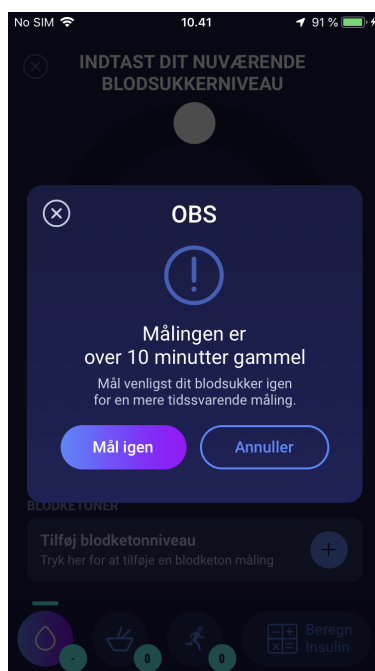 No SIM 10.41 91 %
INDTAST DIT NUVÆRENDE
BLODSUKKERNIVEAU
OBS
Målingen er
over 10 minutter gammel
Mål venligst dit blodsukker igen
for en mere tidssvarende måling.
Mål igen Annuller
BLODKETONER
Tilføj blodketonniveau
Tryk her for at tilføje en blodketon måling
- 0 0
Beregn
Insulin